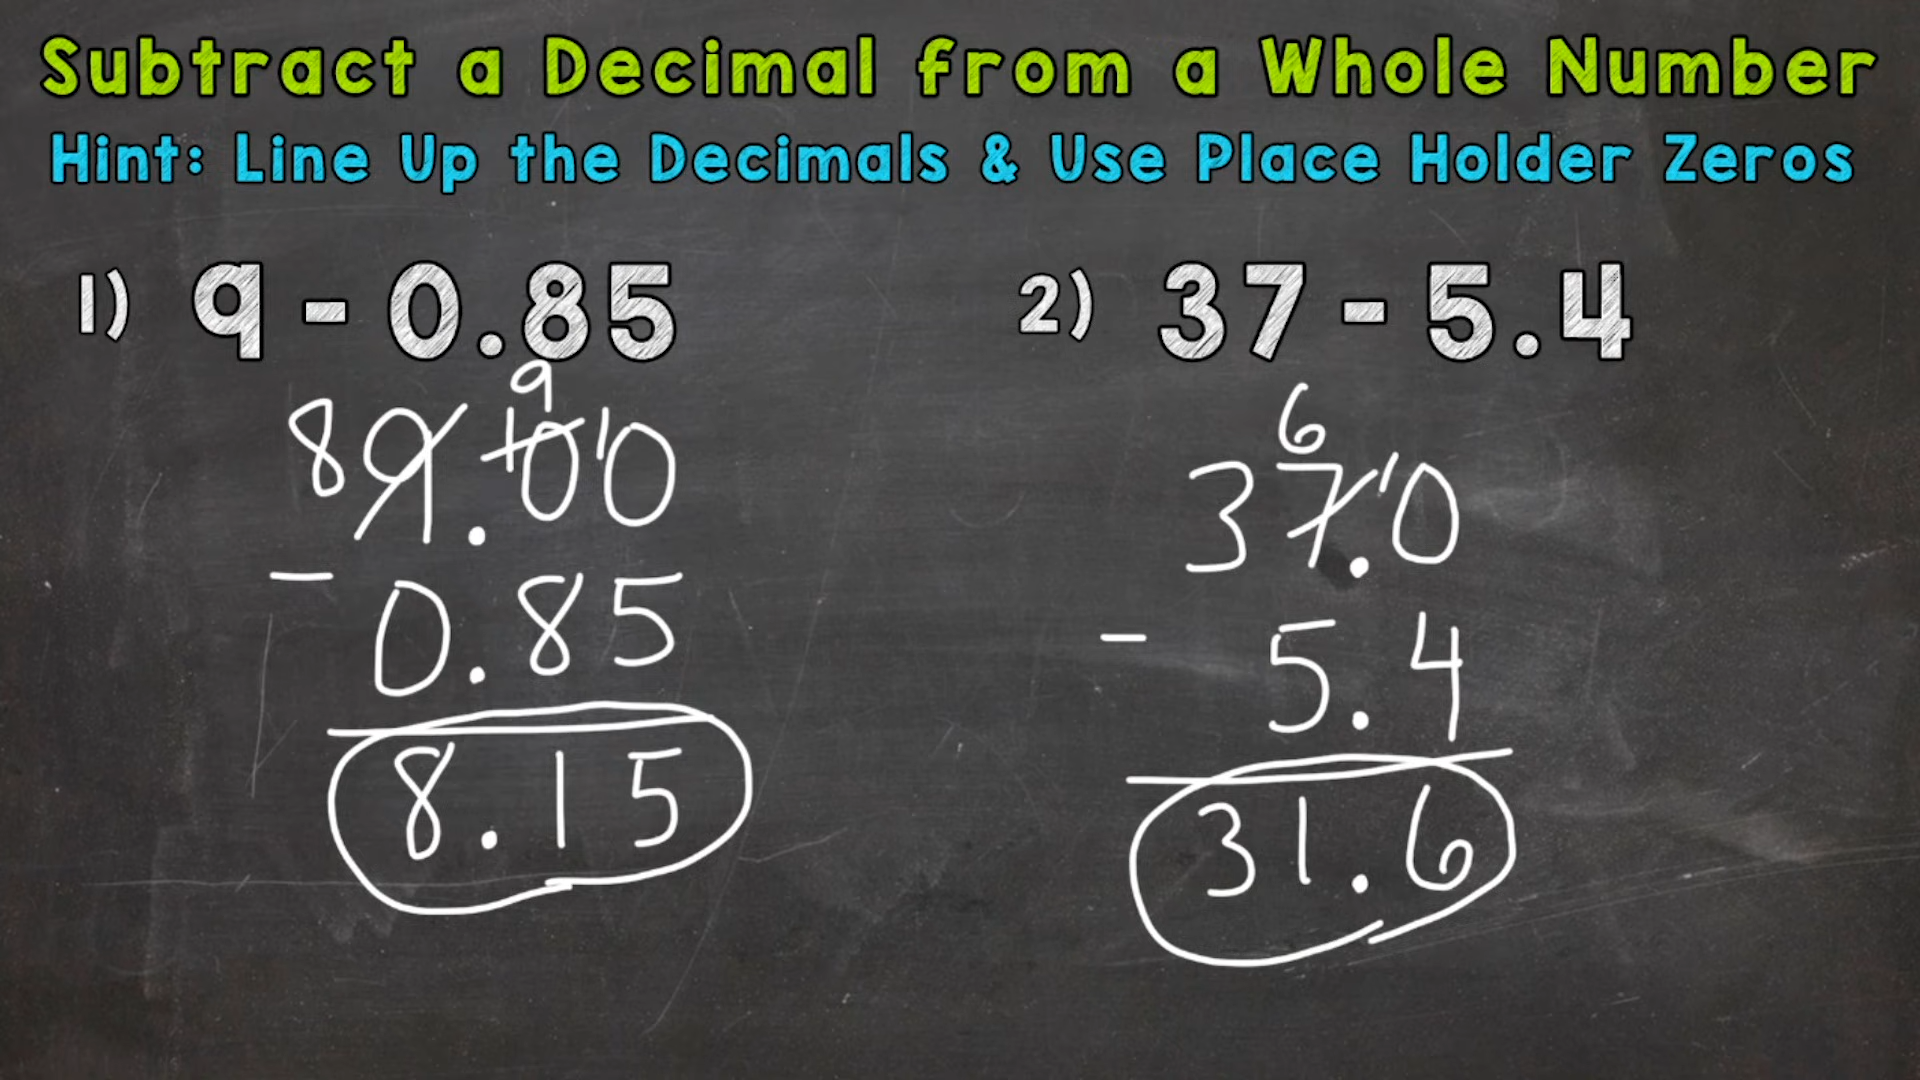 Subtract a Decimal from a Whole Number
Hint: Line Up the Decimals & Use Place Holder Zeros
1) 9 - 0.85
9
8 9.10 10
- 0.85
8.15
2) 37 - 5.4
6
37.10
- 5.4
31.6